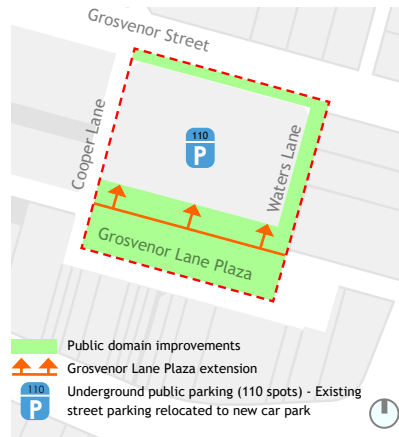 Grosvenor Street
Cooper Lane
110
P
Waters Lane
Grosvenor Lane Plaza
Public domain improvements
Grosvenor Lane Plaza extension
110
P
Underground public parking (110 spots) - Existing
street parking relocated to new car park